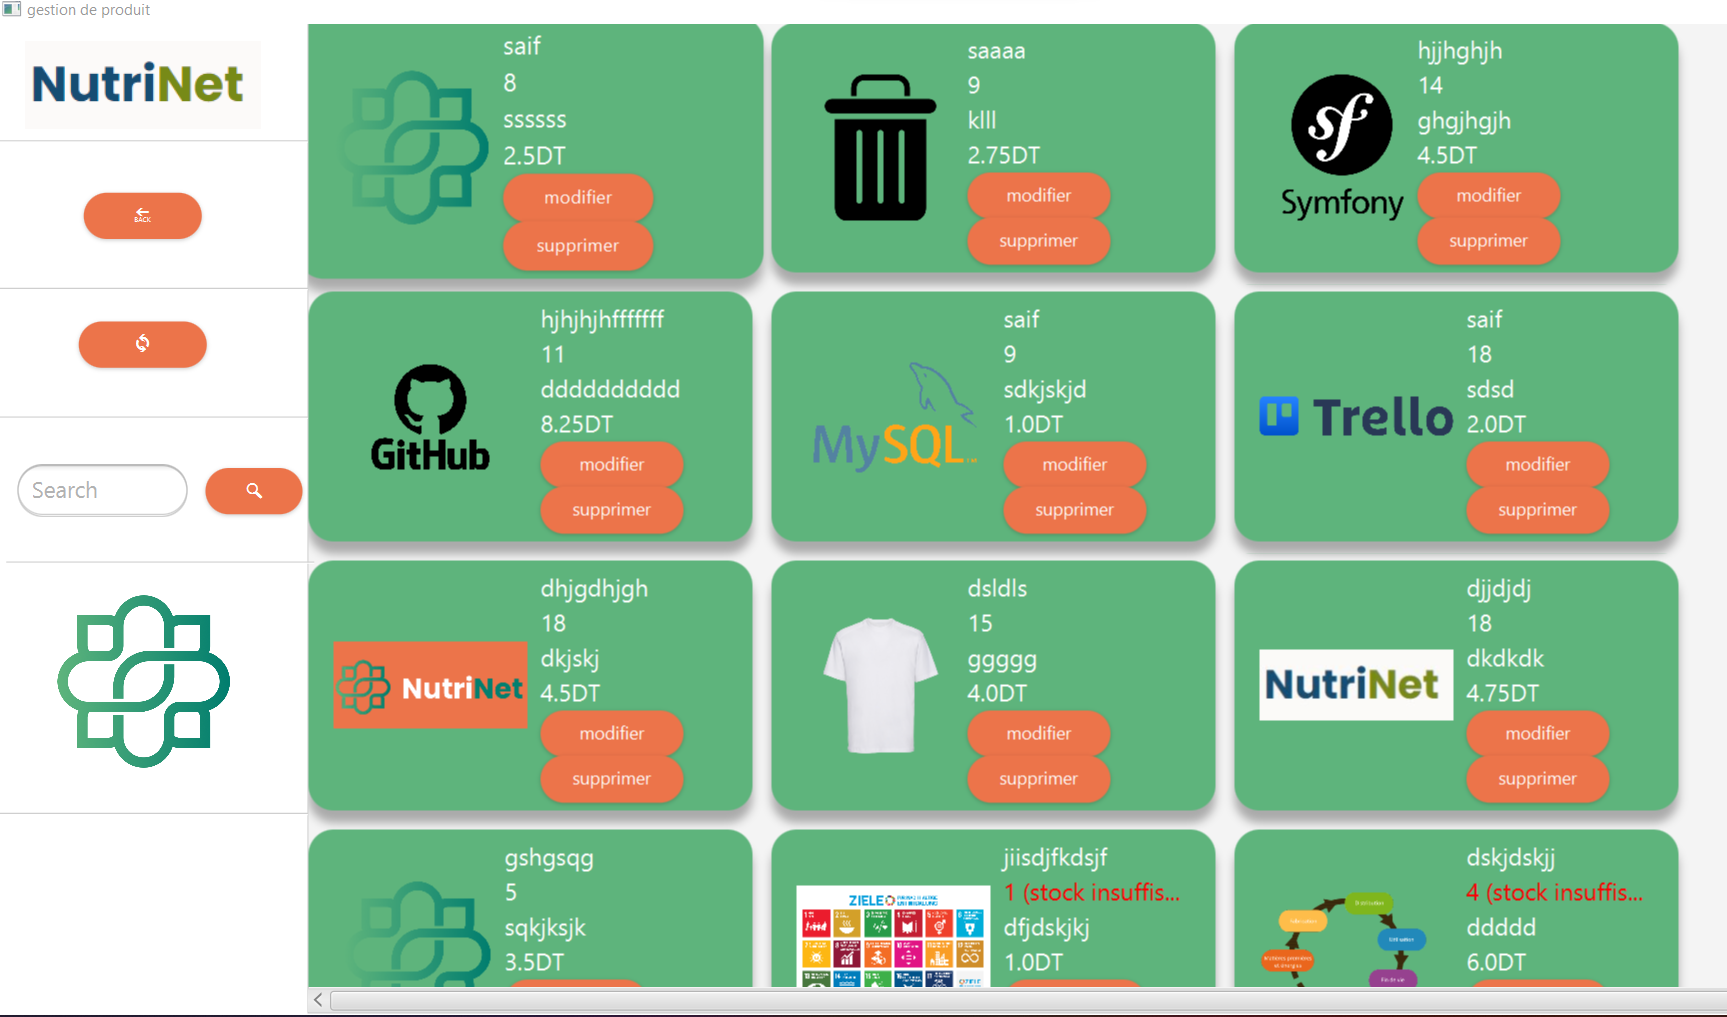 gestion de produit
NutriNet
BACK
Search
saif
8
ssssss
2.5DT
modifier
supprimer
saaaa
9
klll
2.75DT
modifier
supprimer
Symfony
hjjhghjh
14
ghgjhgjh
4.5DT
modifier
supprimer
GitHub
hjhjhjhfffffff
11
dddddddddd
8.25DT
modifier
supprimer
MySQL
saif
9
sdkjskjd
1.0DT
modifier
supprimer
Trello
saif
18
sdsd
2.0DT
modifier
supprimer
NutriNet
dhjgdhjgh
18
dkjskj
4.5DT
modifier
supprimer
dsldls
15
ggggg
4.0DT
modifier
supprimer
NutriNet
djjdjdj
18
dkdkdk
4.75DT
modifier
supprimer
gshgsqg
5
sqkjksjk
3.5DT
ZIELE
jiisdjfkdsjf
1 (stock insuffis...
dfjdskjkj
1.0DT
dskjdskjj
4 (stock insuffis...
ddddd
6.0DT